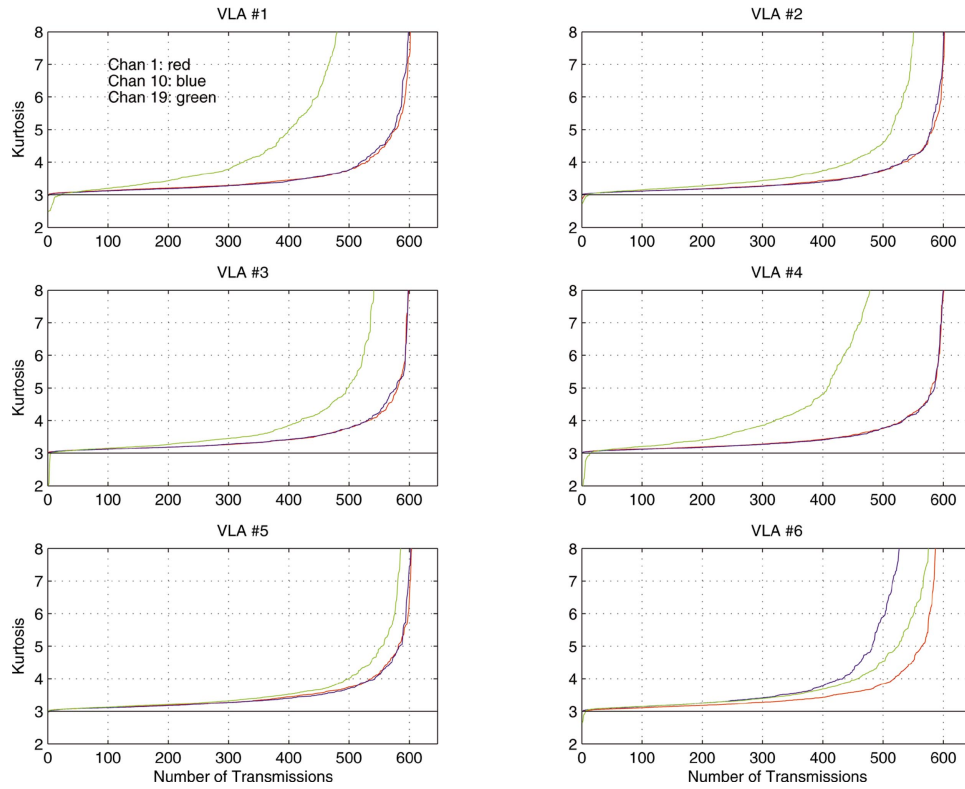 VLA #1
8
7
6
5
4
3
2
Kurtosis
Chan 1: red
Chan 10: blue
Chan 19: green
0 100 200 300 400 500 600
VLA #2
8
7
6
5
4
3
2
0 100 200 300 400 500 600
VLA #3
8
7
6
5
4
3
2
Kurtosis
0 100 200 300 400 500 600
VLA #4
8
7
6
5
4
3
2
0 100 200 300 400 500 600
VLA #5
8
7
6
5
4
3
2
Kurtosis
0 100 200 300 400 500 600
Number of Transmissions
VLA #6
8
7
6
5
4
3
2
0 100 200 300 400 500 600
Number of Transmissions